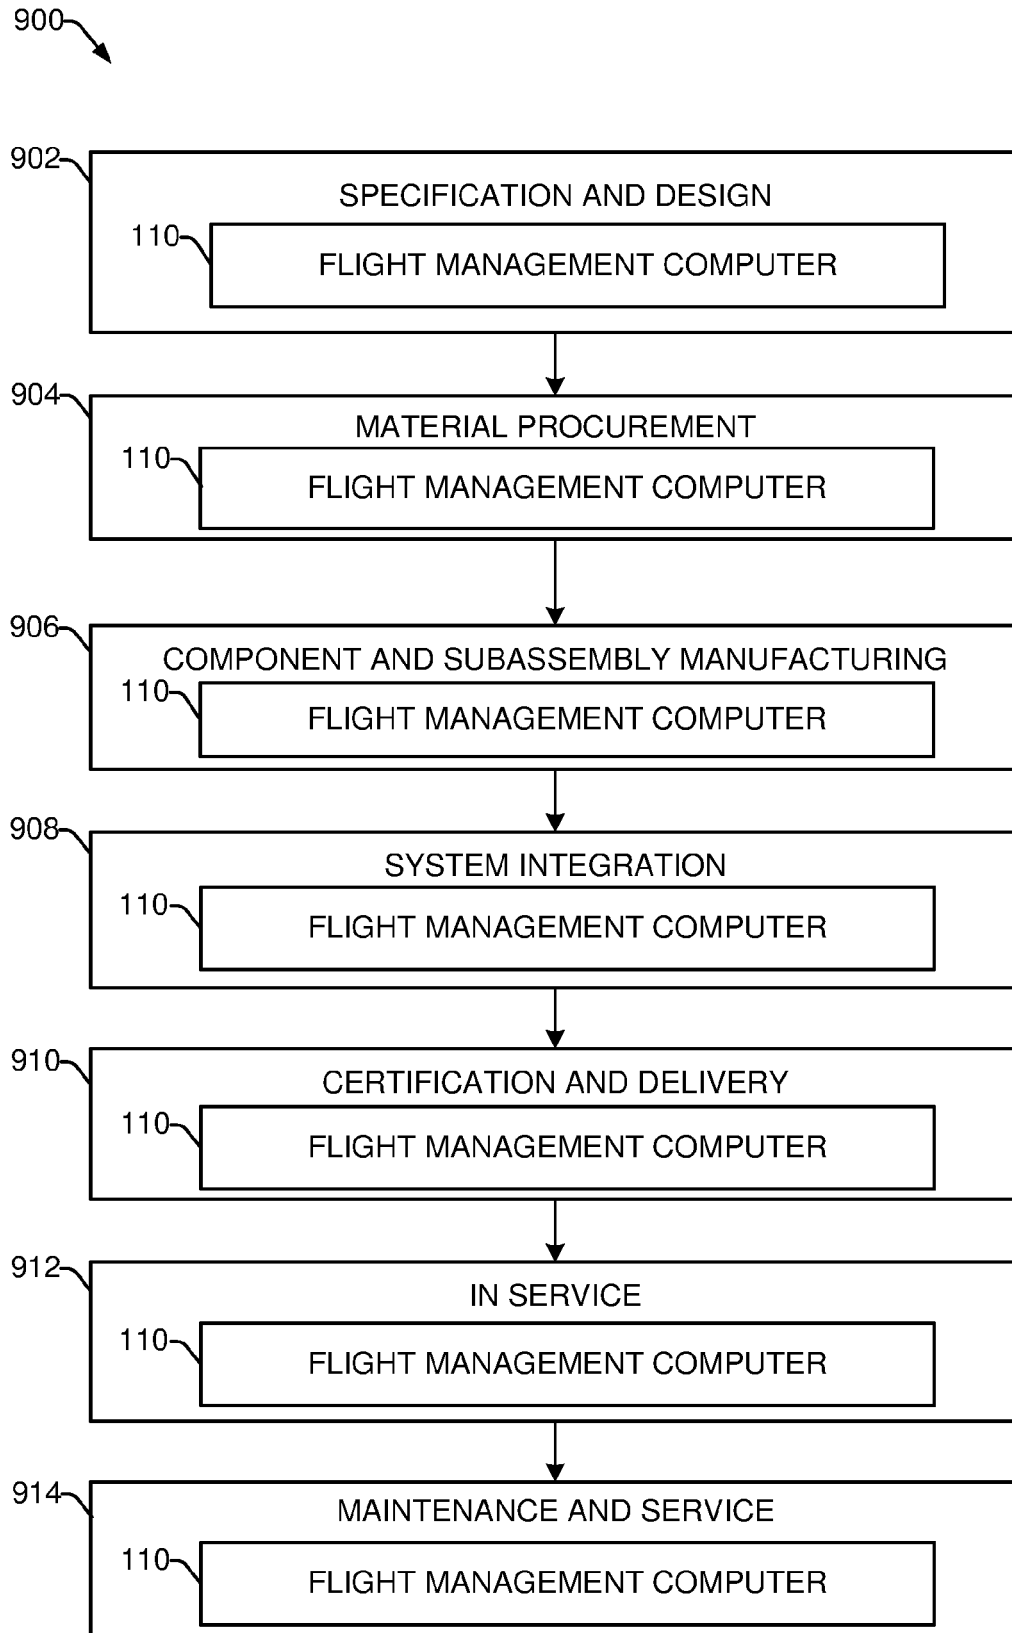 900
902
SPECIFICATION AND DESIGN
110
FLIGHT MANAGEMENT COMPUTER
904
MATERIAL PROCUREMENT
110
FLIGHT MANAGEMENT COMPUTER
906
COMPONENT AND SUBASSEMBLY MANUFACTURING
110
FLIGHT MANAGEMENT COMPUTER
908
SYSTEM INTEGRATION
110
FLIGHT MANAGEMENT COMPUTER
910
CERTIFICATION AND DELIVERY
110
FLIGHT MANAGEMENT COMPUTER
912
IN SERVICE
110
FLIGHT MANAGEMENT COMPUTER
914
MAINTENANCE AND SERVICE
110
FLIGHT MANAGEMENT COMPUTER